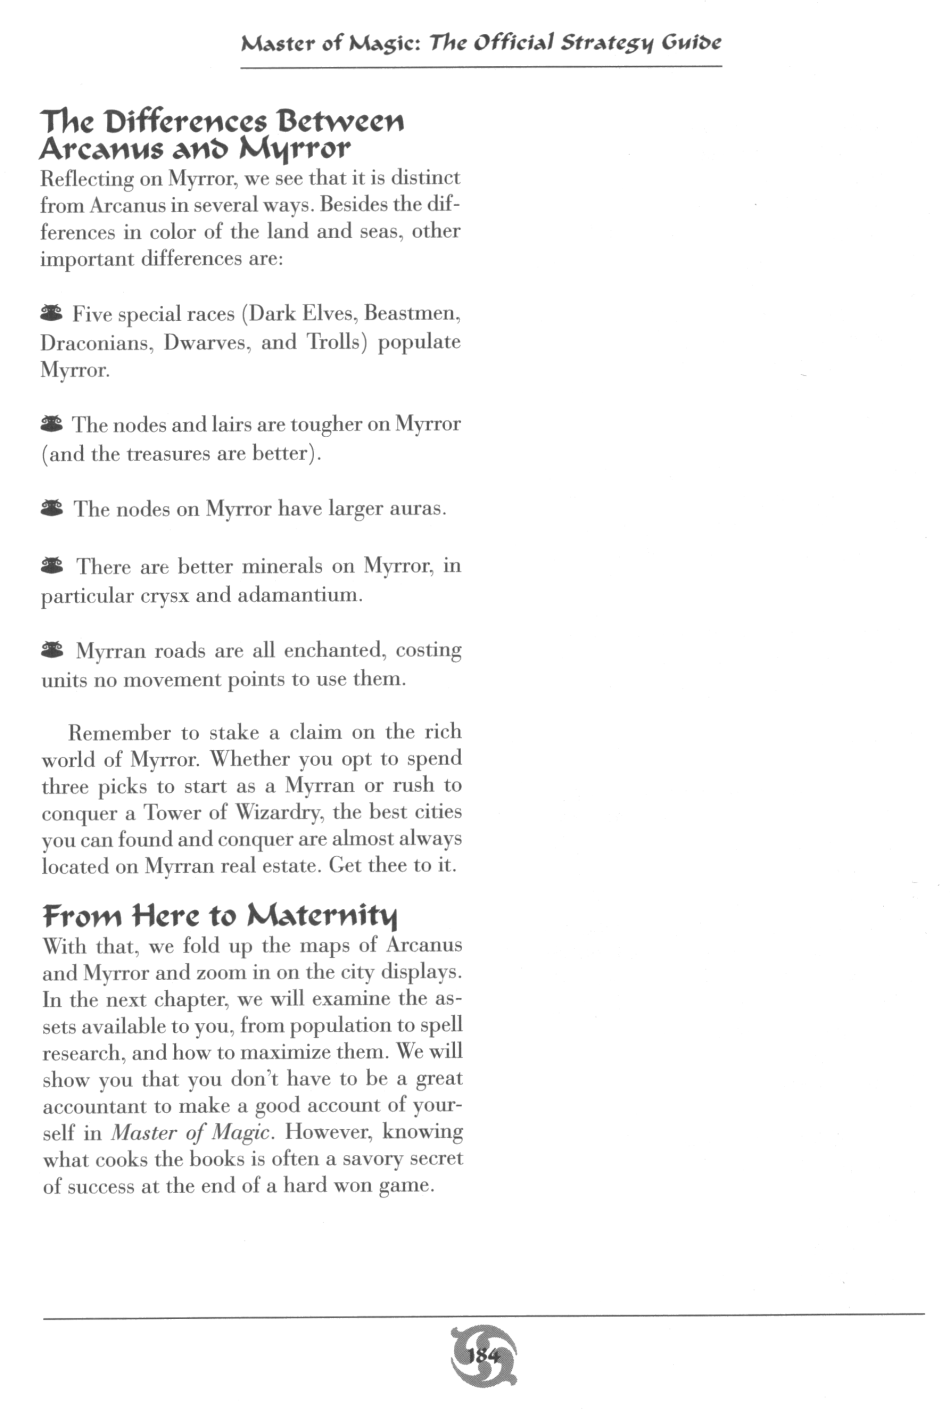 Master of Magic: The Official Strategy Guide
The Differences Between
Arcanus and Myrror
Reflecting on Myrror, we see that it is distinct
from Arcanus in several ways. Besides the dif-
ferences in color of the land and seas, other
important differences are:
Five special races (Dark Elves, Beastmen,
Draconians, Dwarves, and Trolls) populate
Myrror.
The nodes and lairs are tougher on Myrror
(and the treasures are better).
The nodes on Myrror have larger auras.
There are better minerals on Myrror, in
particular crysx and adamantium.
Myrran roads are all enchanted, costing
units no movement points to use them.
Remember to stake a claim on the rich
world of Myrror. Whether you opt to spend
three picks to start as a Myrran or rush to
conquer a Tower of Wizardry, the best cities
you can found and conquer are almost always
located on Myrran real estate. Get thee to it.
From Here to Maternity
With that, we fold up the maps of Arcanus
and Myrror and zoom in on the city displays.
In the next chapter, we will examine the as-
sets available to you, from population to spell
research, and how to maximize them. We will
show you that you don't have to be a great
accountant to make a good account of your-
self in Master of Magic. However, knowing
what cooks the books is often a savory secret
of success at the end of a hard won game.
184